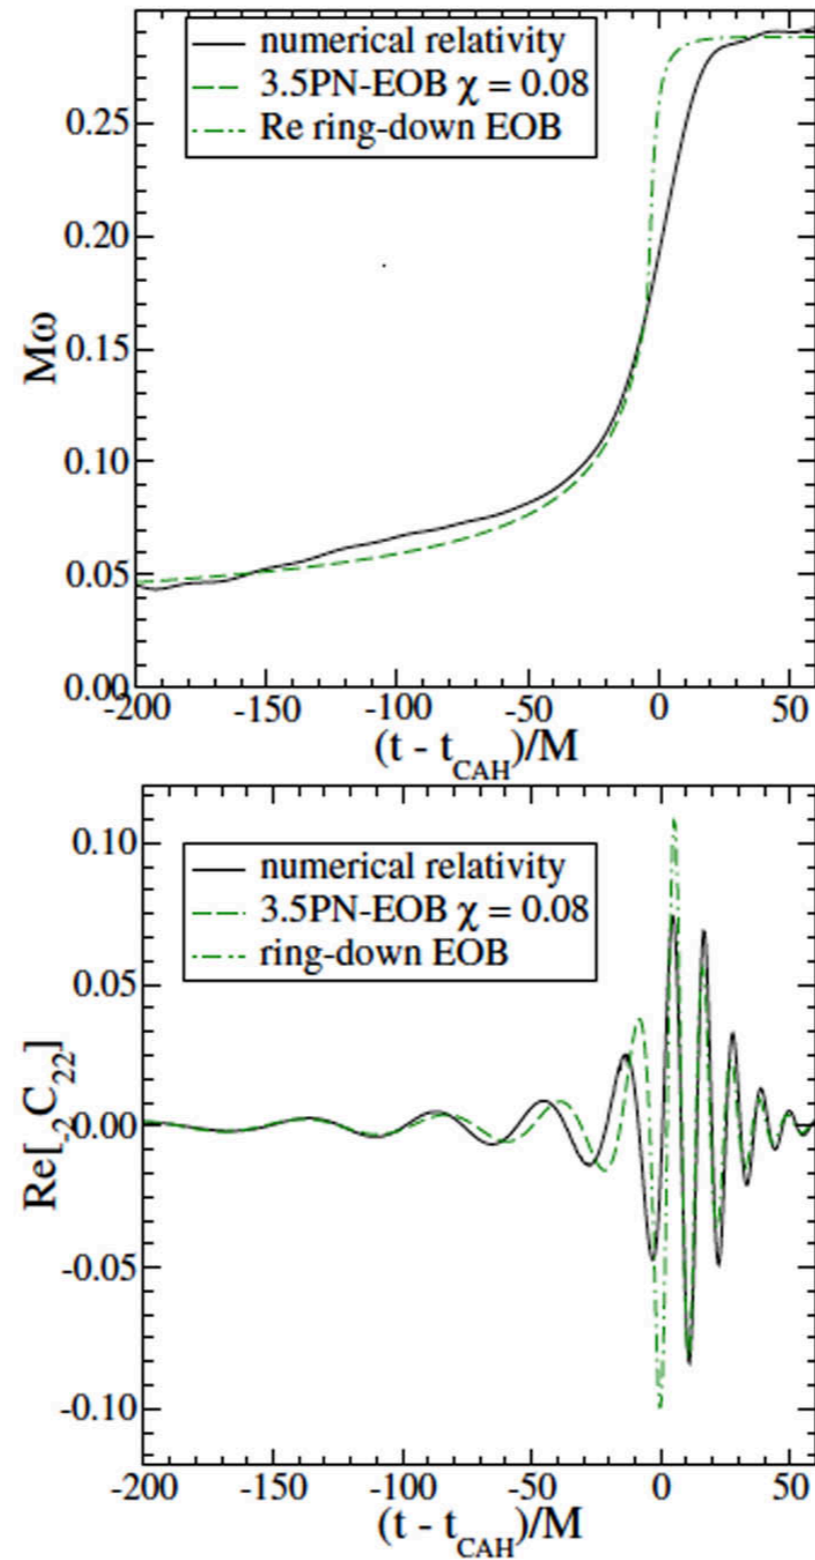 numerical relativity
3.5PN-EOB χ = 0.08
Re ring-down EOB
0.25
0.20
0.15
0.10
0.05
0.00
Mω
-200 -150 -100 -50 0 50
(t - t_CAH)/M
numerical relativity
3.5PN-EOB χ = 0.08
ring-down EOB
0.10
0.05
0.00
-0.05
-0.10
Re[_-2C_22]
-200 -150 -100 -50 0 50
(t - t_CAH)/M